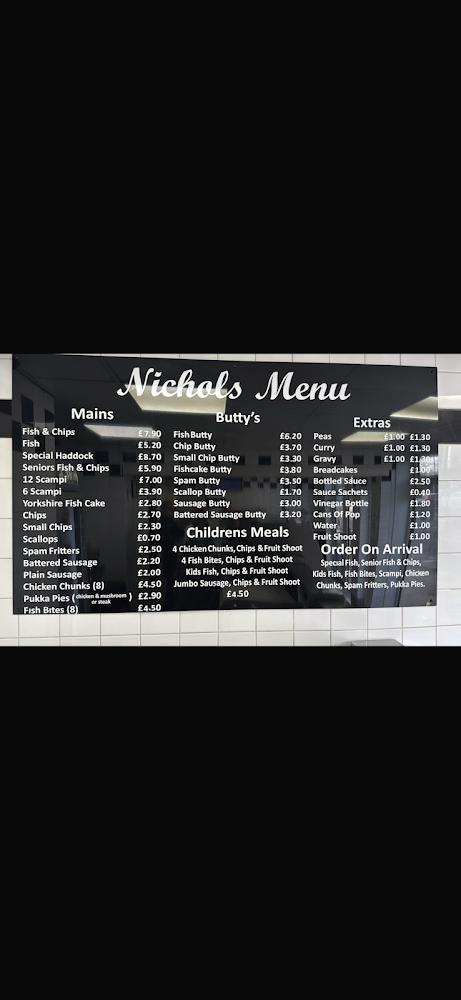 Nichols Menu
Mains
Fish & Chips £7.90
Fish £5.20
Special Haddock £8.70
Seniors Fish & Chips £5.90
12 Scampi £7.00
6 Scampi £3.90
Yorkshire Fish Cake £2.80
Chips £2.70
Small Chips £2.30
Scallops £0.70
Spam Fritters £2.50
Battered Sausage £2.20
Plain Sausage £2.00
Chicken Chunks (8) £4.50
Pukka Pies (chicken & mushroom or steak) £2.90
Fish Bites (8) £4.50
Butty's
Fish Butty £6.20
Chip Butty £3.70
Small Chip Butty £3.30
Fishcake Butty £3.80
Spam Butty £3.50
Scallop Butty £1.70
Sausage Butty £3.00
Battered Sausage Butty £3.20
Childrens Meals
4 Chicken Chunks, Chips & Fruit Shoot
4 Fish Bites, Chips & Fruit Shoot
Kids Fish, Chips & Fruit Shoot
Jumbo Sausage, Chips & Fruit Shoot
£4.50
Extras
Peas £1.00 £1.30
Curry £1.00 £1.30
Gravy £1.00 £1.30
Breadcakes £1.00
Bottled Sauce £2.50
Sauce Sachets £0.40
Vinegar Bottle £1.80
Cans Of Pop £1.20
Water £1.00
Fruit Shoot £1.00
Order On Arrival
Special Fish, Senior Fish & Chips,
Kids Fish, Fish Bites, Scampi, Chicken
Chunks, Spam Fritters, Pukka Pies.